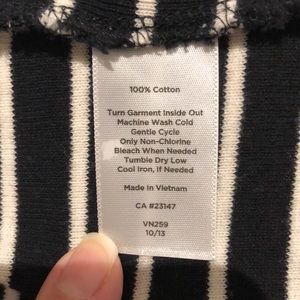 100% Cotton
Turn Garment Inside Out
Machine Wash Cold
Gentle Cycle
Only Non-Chlorine
Bleach When Needed
Tumble Dry Low
Cool Iron, If Needed
Made in Vietnam
CA #23147
VN259
10/13